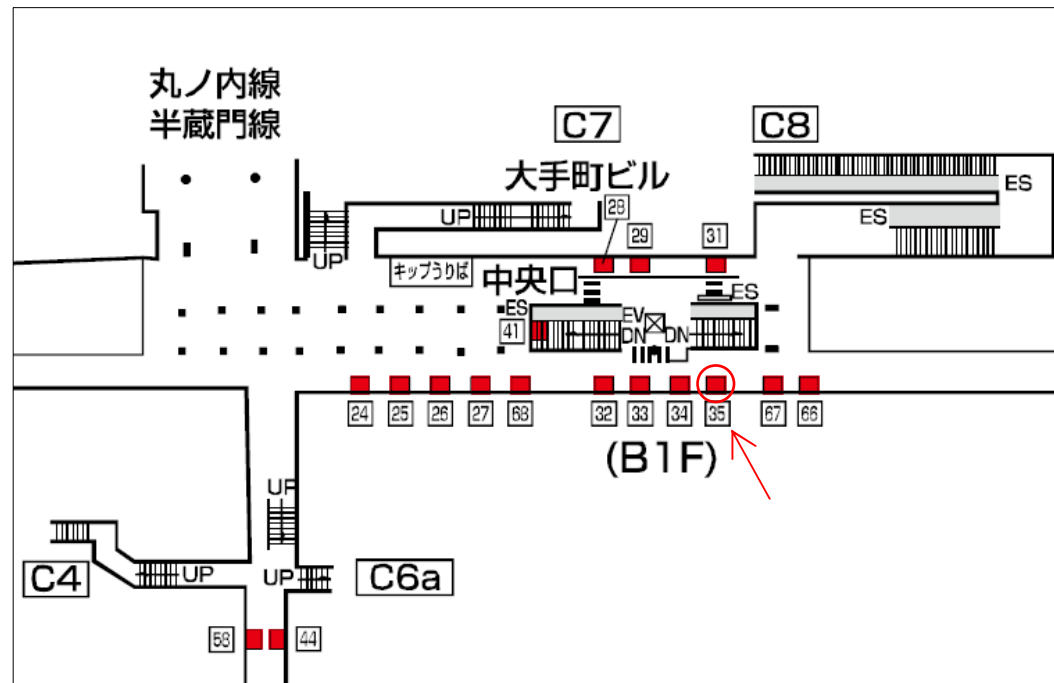 丸ノ内線
半蔵門線
C7
C8
大手町ビル
ES
UP
28
ES
29
31
UP
キップうりば
中央口
ES
ES
EV
41
DN
DN
24
25
26
27
68
32
33
34
35
67
66
(B1F)
UP
C4
UP
UP
C6a
58
44